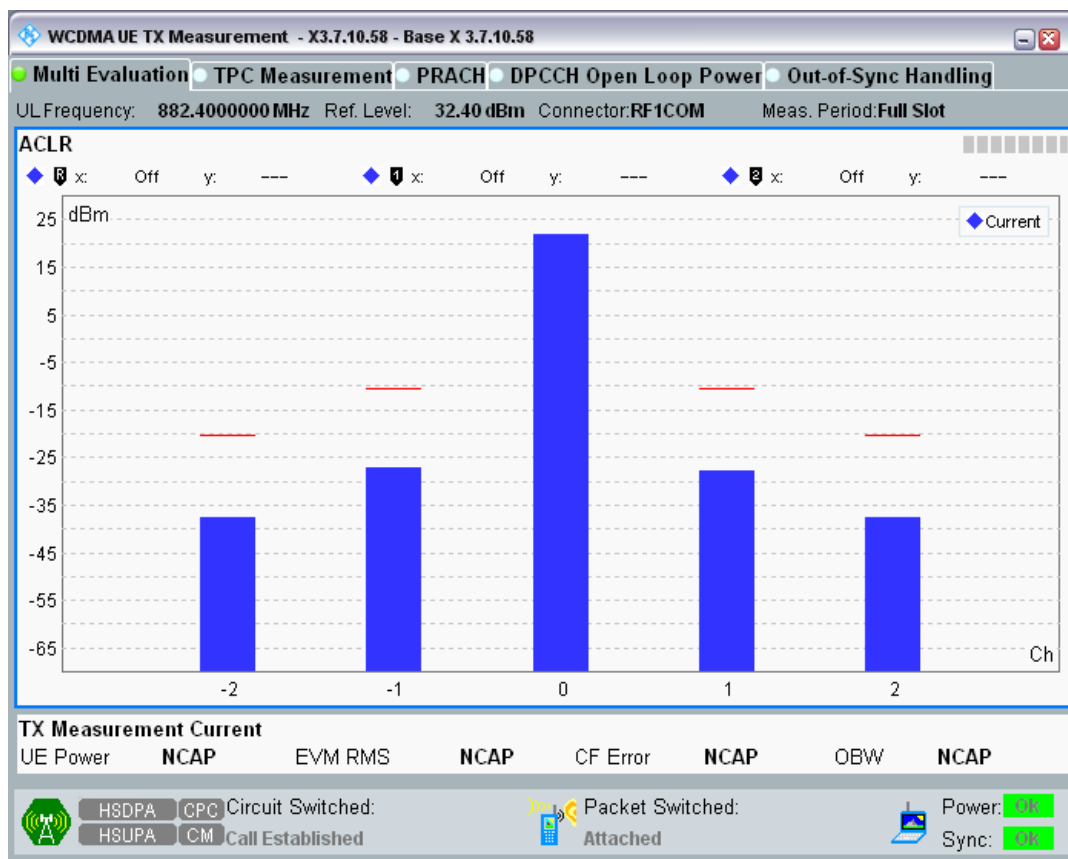 WCDMA UE TX Measurement - X3.7.10.58 - Base X 3.7.10.58
Multi Evaluation TPC Measurement PRACH DPCCH Open Loop Power Out-of-Sync Handling
UL Frequency: 882.4000000 MHz Ref. Level: 32.40 dBm Connector:RF1COM Meas. Period:Full Slot
ACLR
R x: Off y: --- 1 x: Off y: --- 2 x: Off y: ---
dBm
Current
25
15
5
-5
-15
-25
-35
-45
-55
-65
Ch
-2 -1 0 1 2
TX Measurement Current
UE Power NCAP EVM RMS NCAP CF Error NCAP OBW NCAP
HSDPA CPC Circuit Switched: Packet Switched: Power: OK
HSUPA CM Call Established Attached Sync: OK